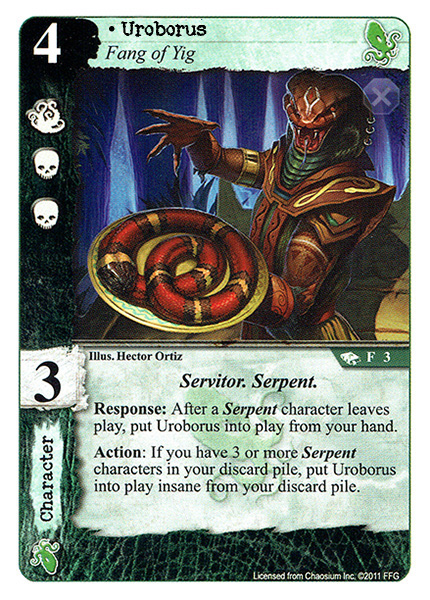 4
• Uroborus
Fang of Yig
Illus. Hector Ortiz
F 3
3
Servitor. Serpent.
Response: After a Serpent character leaves
play, put Uroborus into play from your hand.
Action: If you have 3 or more Serpent
characters in your discard pile, put Uroborus
into play insane from your discard pile.
Character
Licensed from Chaosium Inc. ©2011 FFG